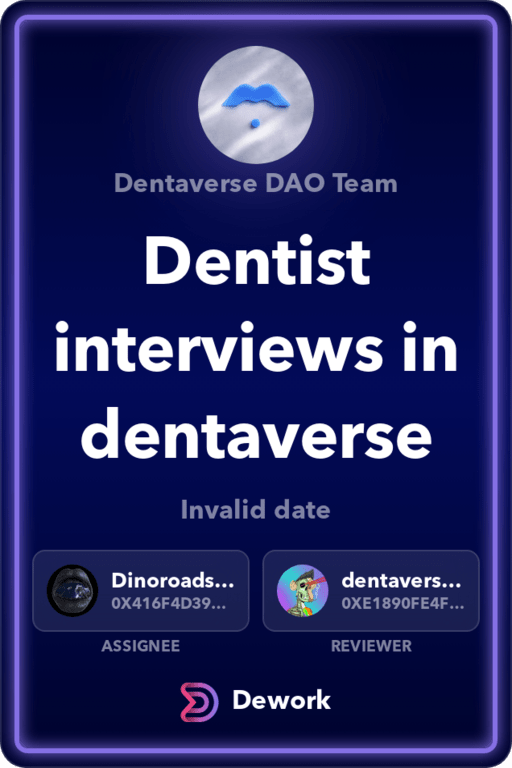 Dentaverse DAO Team
Dentist
interviews in
dentaverse
Invalid date
Dinoroads...
0X416F4D39...
ASSIGNEE
dentavers...
0XE1890FE4F...
REVIEWER
Dework